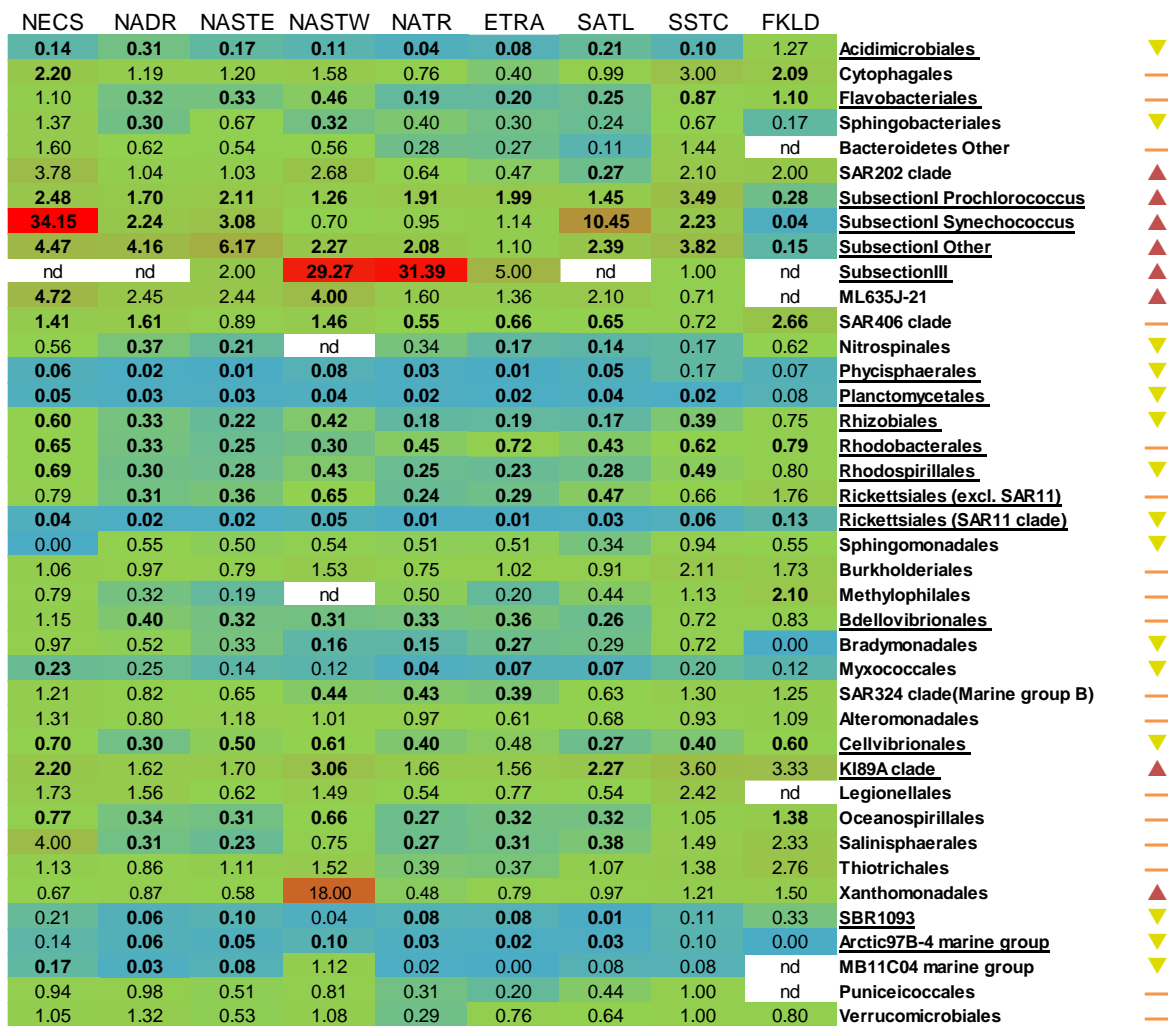 NECS NADR NASTE NASTW NATR ETRA SATL SSTC FKLD
0.14 0.31 0.17 0.11 0.04 0.08 0.21 0.10 1.27 Acidimicrobiales
2.20 1.19 1.20 1.58 0.76 0.40 0.99 3.00 2.09 Cytophagales
1.10 0.32 0.33 0.46 0.19 0.20 0.25 0.87 1.10 Flavobacteriales
1.37 0.30 0.67 0.32 0.40 0.30 0.24 0.67 0.17 Sphingobacteriales
1.60 0.62 0.54 0.56 0.28 0.27 0.11 1.44 nd Bacteroidetes Other
3.78 1.04 1.03 2.68 0.64 0.47 0.27 2.10 2.00 SAR202 clade
2.48 1.70 2.11 1.26 1.91 1.99 1.45 3.49 0.28 SubsectionI Prochlorococcus
34.15 2.24 3.08 0.70 0.95 1.14 10.45 2.23 0.04 SubsectionI Synechococcus
4.47 4.16 6.17 2.27 2.08 1.10 2.39 3.82 0.15 SubsectionI Other
nd nd 2.00 29.27 31.39 5.00 nd 1.00 nd SubsectionIII
4.72 2.45 2.44 4.00 1.60 1.36 2.10 0.71 nd ML635J-21
1.41 1.61 0.89 1.46 0.55 0.66 0.65 0.72 2.66 SAR406 clade
0.56 0.37 0.21 nd 0.34 0.17 0.14 0.17 0.62 Nitrospinales
0.06 0.02 0.01 0.08 0.03 0.01 0.05 0.17 0.07 Phycisphaerales
0.05 0.03 0.03 0.04 0.02 0.02 0.04 0.02 0.08 Planctomycetales
0.60 0.33 0.22 0.42 0.18 0.19 0.17 0.39 0.75 Rhizobiales
0.65 0.33 0.25 0.30 0.45 0.72 0.43 0.62 0.79 Rhodobacterales
0.69 0.30 0.28 0.43 0.25 0.23 0.28 0.49 0.80 Rhodospirillales
0.79 0.31 0.36 0.65 0.24 0.29 0.47 0.66 1.76 Rickettsiales (excl. SAR11)
0.04 0.02 0.02 0.05 0.01 0.01 0.03 0.06 0.13 Rickettsiales (SAR11 clade)
0.00 0.55 0.50 0.54 0.51 0.51 0.34 0.94 0.55 Sphingomonadales
1.06 0.97 0.79 1.53 0.75 1.02 0.91 2.11 1.73 Burkholderiales
0.79 0.32 0.19 nd 0.50 0.20 0.44 1.13 2.10 Methylophilales
1.15 0.40 0.32 0.31 0.33 0.36 0.26 0.72 0.83 Bdellovibrionales
0.97 0.52 0.33 0.16 0.15 0.27 0.29 0.72 0.00 Bradymonadales
0.23 0.25 0.14 0.12 0.04 0.07 0.07 0.20 0.12 Myxococcales
1.21 0.82 0.65 0.44 0.43 0.39 0.63 1.30 1.25 SAR324 clade(Marine group B)
1.31 0.80 1.18 1.01 0.97 0.61 0.68 0.93 1.09 Alteromonadales
0.70 0.30 0.50 0.61 0.40 0.48 0.27 0.40 0.60 Cellvibrionales
2.20 1.62 1.70 3.06 1.66 1.56 2.27 3.60 3.33 KI89A clade
1.73 1.56 0.62 1.49 0.54 0.77 0.54 2.42 nd Legionellales
0.77 0.34 0.31 0.66 0.27 0.32 0.32 1.05 1.38 Oceanospirillales
4.00 0.31 0.23 0.75 0.27 0.31 0.38 1.49 2.33 Salinisphaerales
1.13 0.86 1.11 1.52 0.39 0.37 1.07 1.38 2.76 Thiotrichales
0.67 0.87 0.58 18.00 0.48 0.79 0.97 1.21 1.50 Xanthomonadales
0.21 0.06 0.10 0.04 0.08 0.08 0.01 0.11 0.33 SBR1093
0.14 0.06 0.05 0.10 0.03 0.02 0.03 0.10 0.00 Arctic97B-4 marine group
0.17 0.03 0.08 1.12 0.02 0.00 0.08 0.08 nd MB11C04 marine group
0.94 0.98 0.51 0.81 0.31 0.20 0.44 1.00 nd Puniceicoccales
1.05 1.32 0.53 1.08 0.29 0.76 0.64 1.00 0.80 Verrucomicrobiales